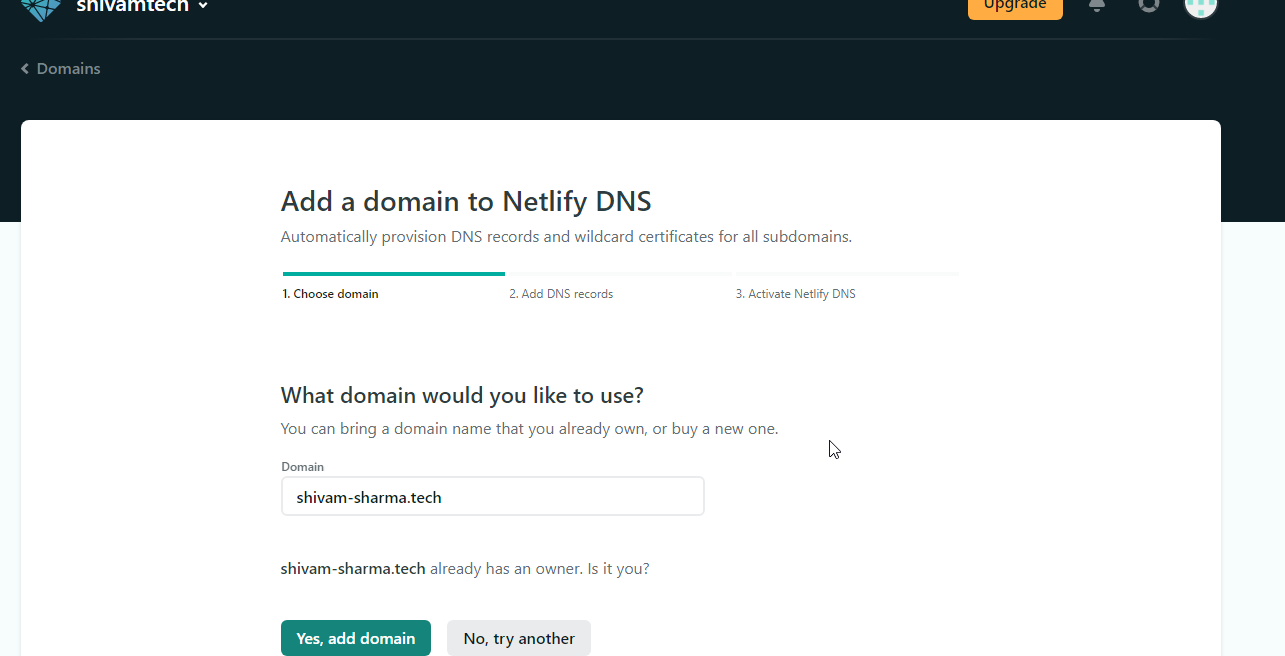 shivamtech
Upgrade
Domains
Add a domain to Netlify DNS
Automatically provision DNS records and wildcard certificates for all subdomains.
1. Choose domain
2. Add DNS records
3. Activate Netlify DNS
What domain would you like to use?
You can bring a domain name that you already own, or buy a new one.
Domain
shivam-sharma.tech
shivam-sharma.tech already has an owner. Is it you?
Yes, add domain
No, try another